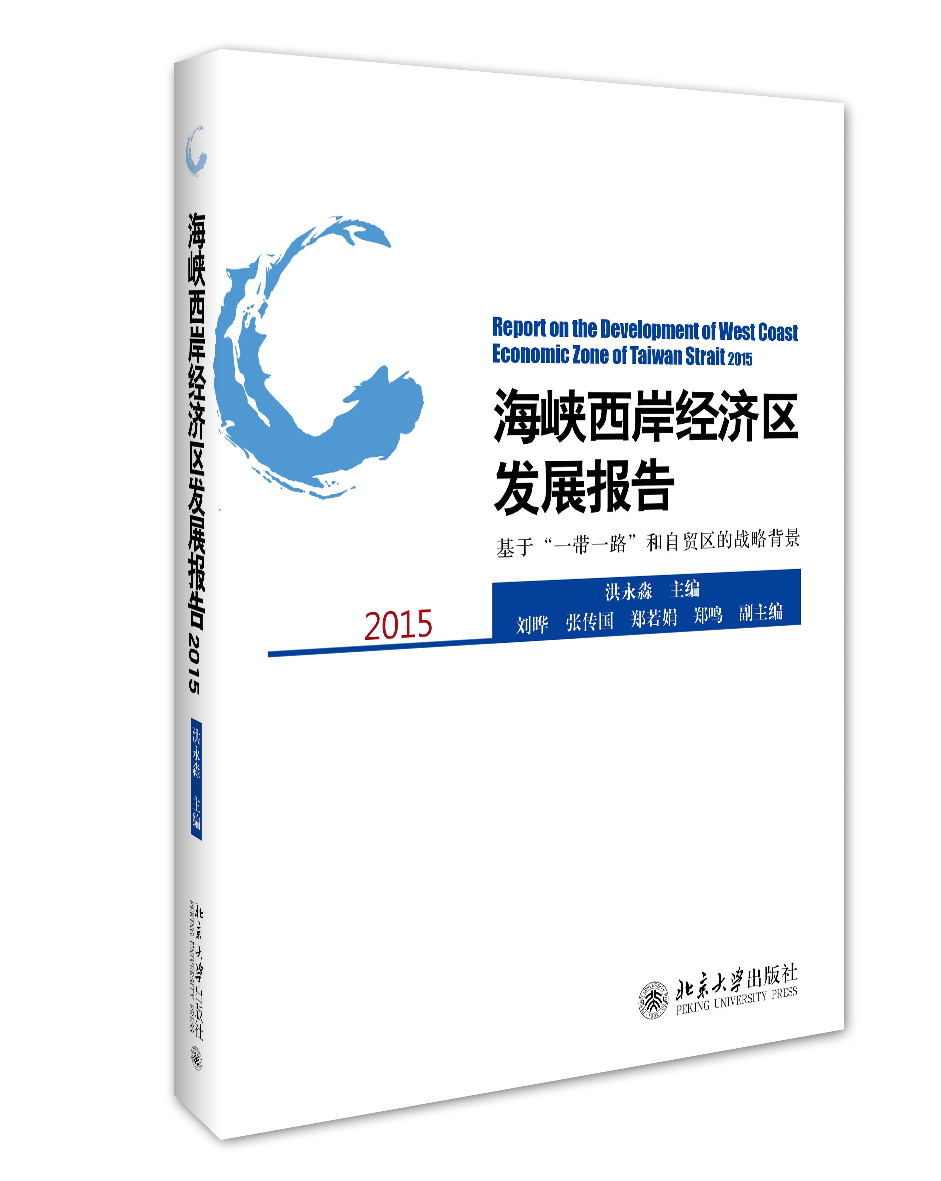 海峡西岸经济区发展报告 2015
洪永淼 主编
北京大学出版社
PEKING UNIVERSITY PRESS
Report on the Development of West Coast
Economic Zone of Taiwan Strait 2015
海峡西岸经济区
发展报告
基于“一带一路”和自贸区的战略背景
洪永淼 主编
2015
刘晔 张传国 郑若娟 郑鸣 副主编
北京大学出版社
PEKING UNIVERSITY PRESS